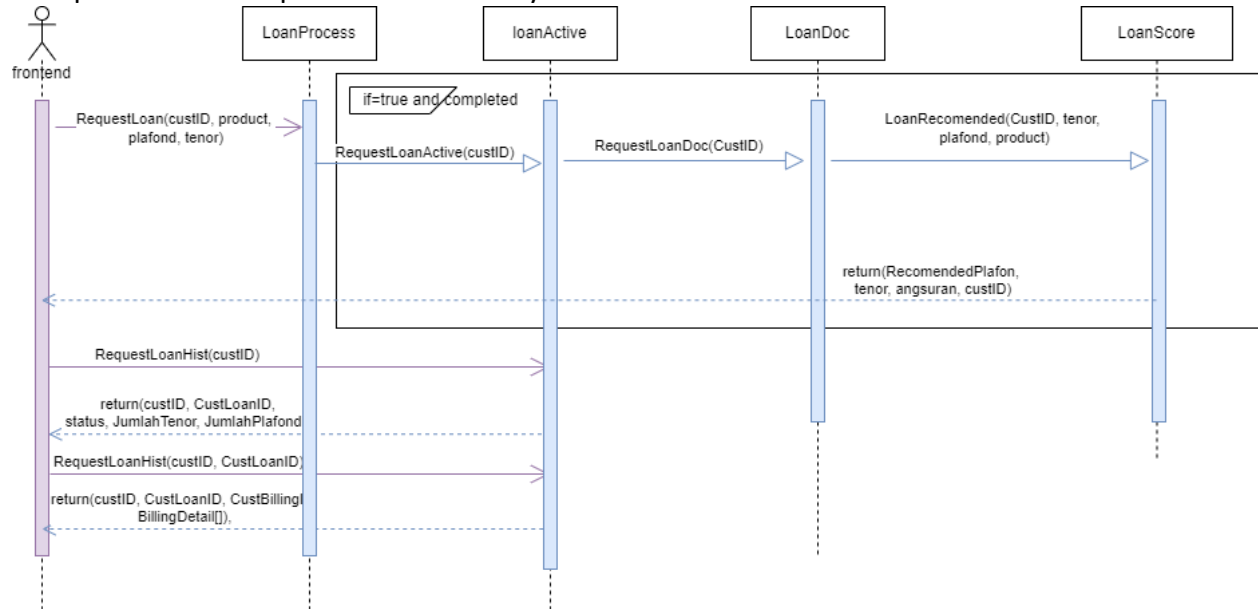 LoanProcess
loanActive
LoanDoc
LoanScore
frontend
if=true and completed
RequestLoan(custID, product,
plafond, tenor)
RequestLoanActive(custID)
RequestLoanDoc(CustID)
LoanRecomended(CustID, tenor,
plafond, product)
return(RecomendedPlafon,
tenor, angsuran, custID)
RequestLoanHist(custID)
return(custID, CustLoanID,
status, JumlahTenor, JumlahPlafond
RequestLoanHist(custID, CustLoanID)
return(custID, CustLoanID, CustBillingI
BillingDetail[]),